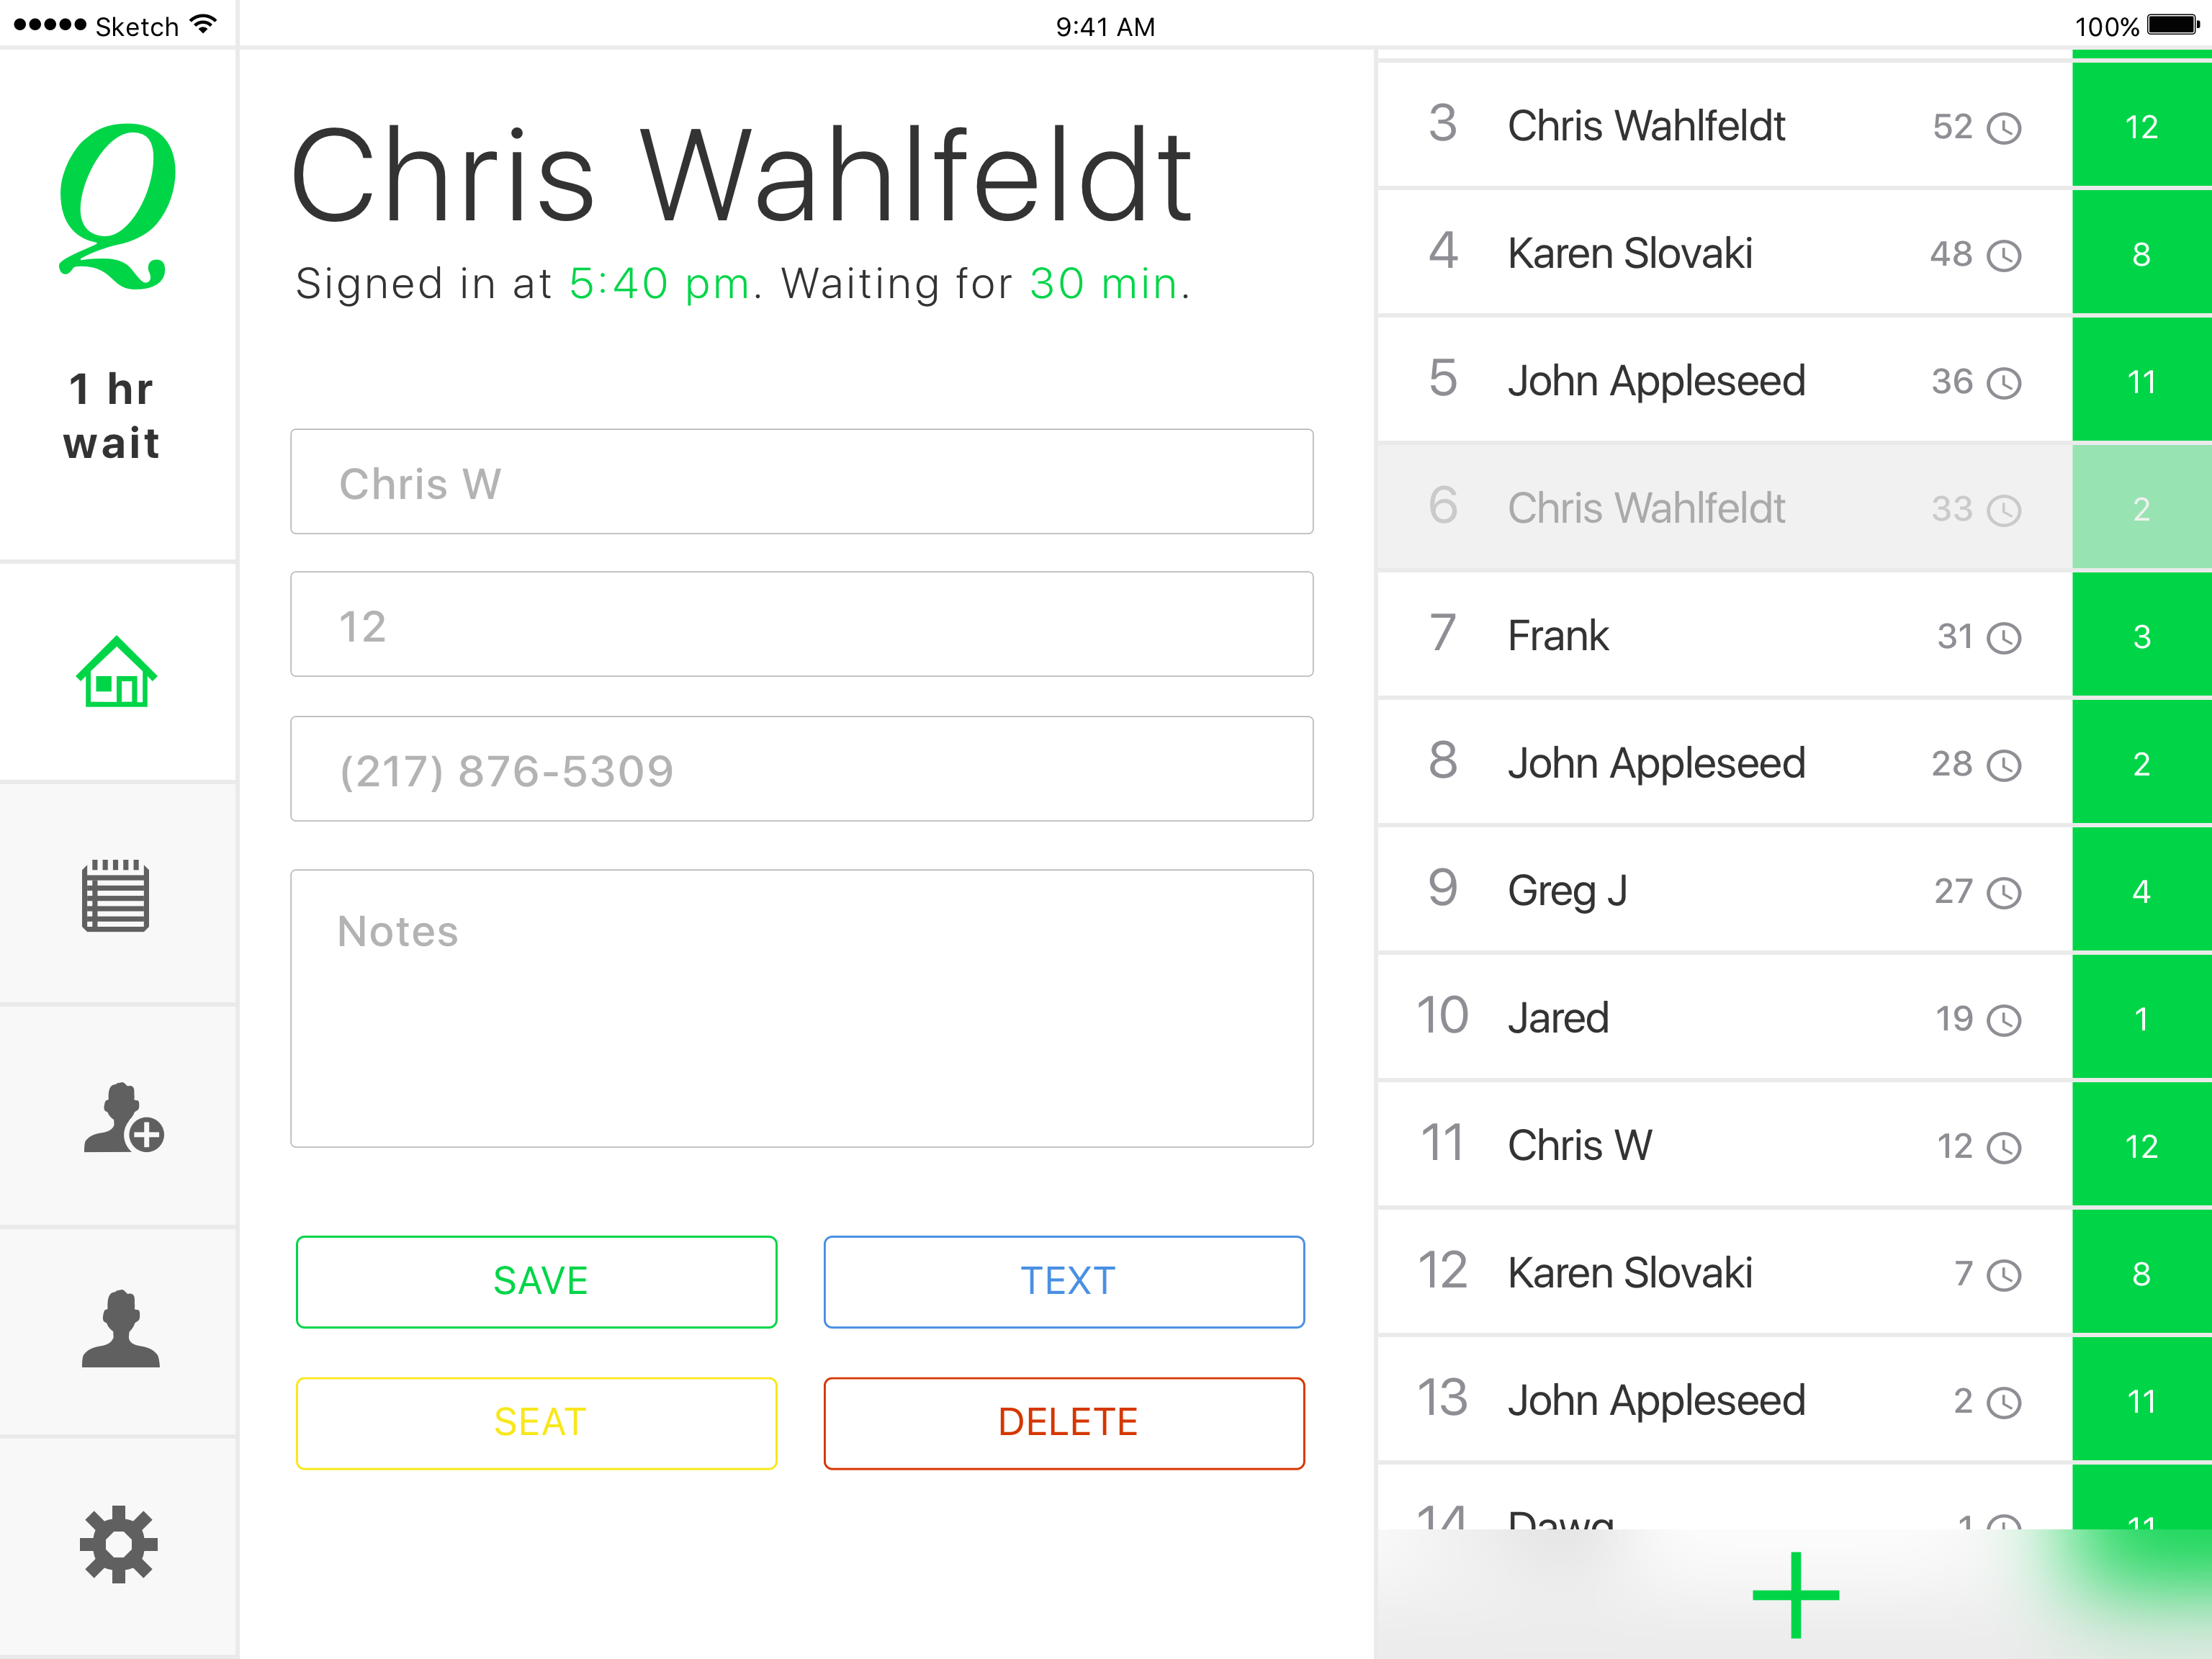 Sketch
9:41 AM
100%
Q
1 hr
wait
Chris Wahlfeldt
Signed in at 5:40 pm. Waiting for 30 min.
Chris W
12
(217) 876-5309
Notes
SAVE
TEXT
SEAT
DELETE
3 Chris Wahlfeldt 52 12
4 Karen Slovaki 48 8
5 John Appleseed 36 11
6 Chris Wahlfeldt 33 2
7 Frank 31 3
8 John Appleseed 28 2
9 Greg J 27 4
10 Jared 19 1
11 Chris W 12 12
12 Karen Slovaki 7 8
13 John Appleseed 2 11
14 Dawg 1 11